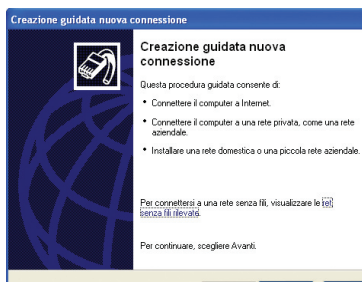 Creazione guidata nuova connessione
Creazione guidata nuova
connessione
Questa procedura guidata consente di:
• Connettere il computer a Internet.
• Connettere il computer a una rete privata, come una rete
aziendale.
• Installare una rete domestica o una piccola rete aziendale.
Per connettersi a una rete senza fili, visualizzare le reti
senza fili rilevate.
Per continuare, scegliere Avanti.